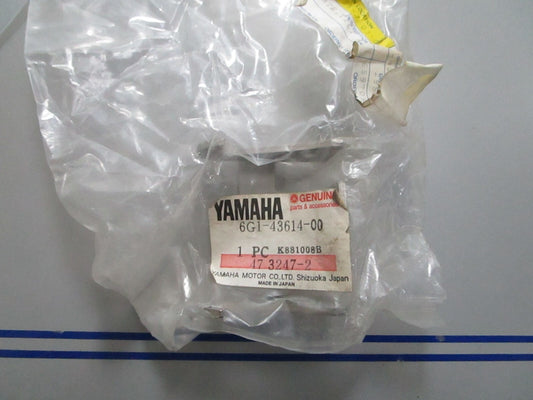 YAMAHA GENUINE
parts & accessories
6G1-43614-00
1 PC K881008B
47 3247-2
YAMAHA MOTOR CO.,LTD. Shizuoka Japan
MADE IN JAPAN